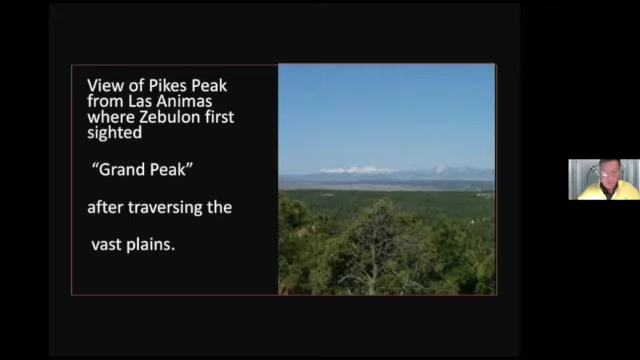 View of Pikes Peak
from Las Animas
where Zebulon first
sighted
“Grand Peak”
after traversing the
vast plains.